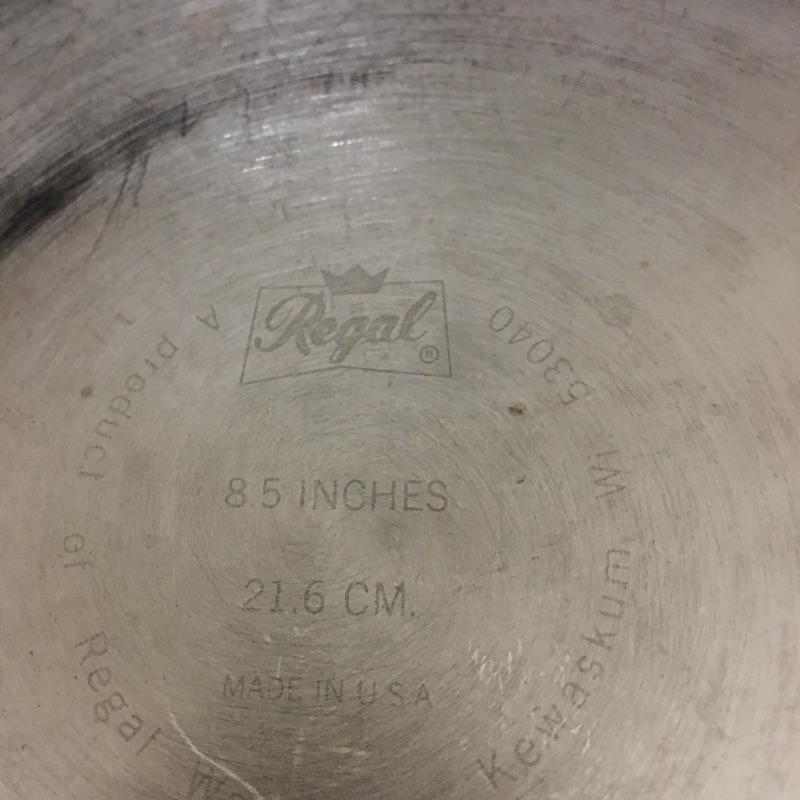 Regal®
8.5 INCHES
21.6 CM.
MADE IN U.S.A
A product of Regal Kewaskum, Wi 53040